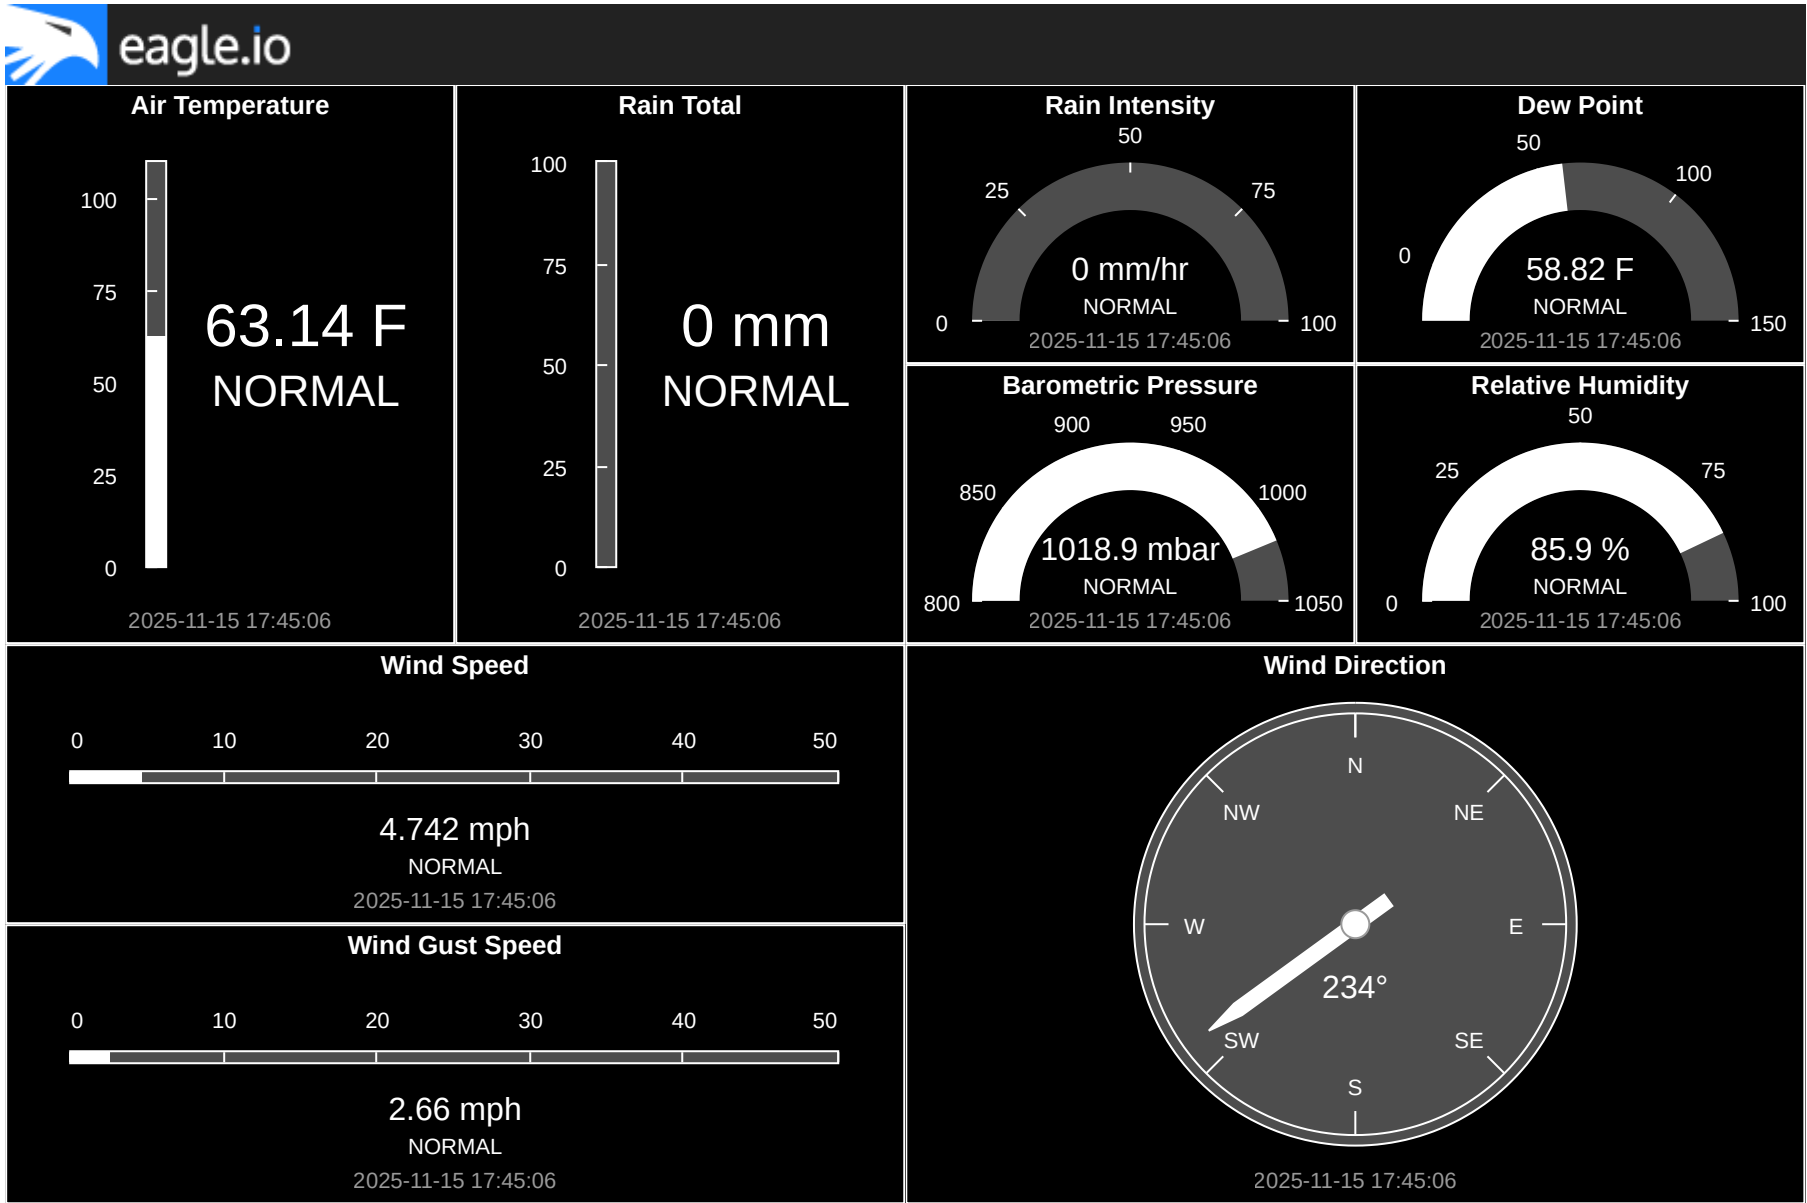 eagle.io
Air Temperature
100
75
50
25
0
63.14 F
NORMAL
2025-11-15 17:45:06
Rain Total
100
75
50
25
0
0 mm
NORMAL
2025-11-15 17:45:06
Rain Intensity
50
25
75
0
100
0 mm/hr
NORMAL
2025-11-15 17:45:06
Dew Point
50
100
0
150
58.82 F
NORMAL
2025-11-15 17:45:06
Barometric Pressure
900
950
850
1000
800
1050
1018.9 mbar
NORMAL
2025-11-15 17:45:06
Relative Humidity
50
25
75
0
100
85.9 %
NORMAL
2025-11-15 17:45:06
Wind Speed
0 10 20 30 40 50
4.742 mph
NORMAL
2025-11-15 17:45:06
Wind Gust Speed
0 10 20 30 40 50
2.66 mph
NORMAL
2025-11-15 17:45:06
Wind Direction
N
NW
NE
W
E
234°
SW
SE
S
2025-11-15 17:45:06